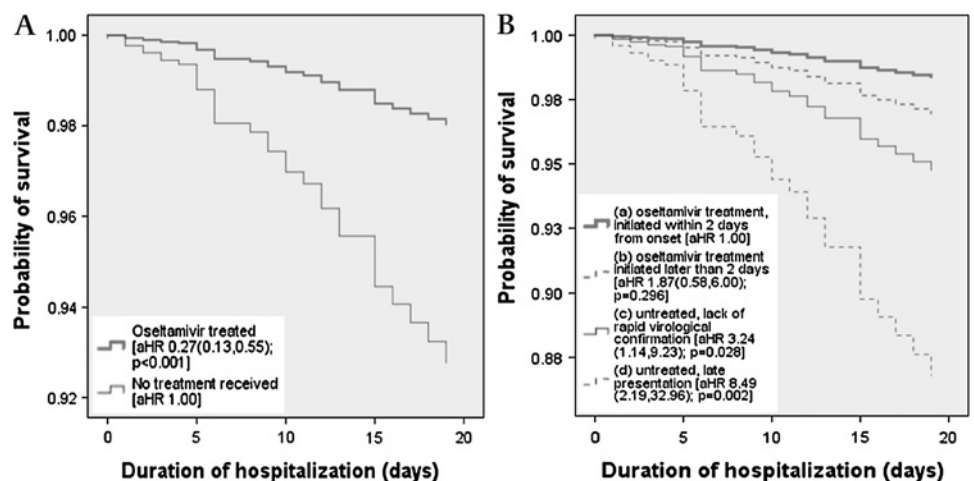 A
1.00
0.98
0.96
0.94
0.92
Probability of survival
Oseltamivir treated
[aHR 0.27(0.13,0.55);
p<0.001]
No treatment received
[aHR 1.00]
0
5
10
15
20
Duration of hospitalization (days)
B
1.00
0.98
0.95
0.93
0.90
0.88
Probability of survival
(a) oseltamivir treatment,
initiated within 2 days
from onset [aHR 1.00]
(b) oseltamivir treatment
initiated later than 2 days
[aHR 1.87(0.58,6.00);
p=0.296]
(c) untreated, lack of
rapid virological
confirmation [aHR 3.24
(1.14,9.23); p=0.028]
(d) untreated, late
presentation [aHR 8.49
(2.19,32.96); p=0.002]
0
5
10
15
20
Duration of hospitalization (days)